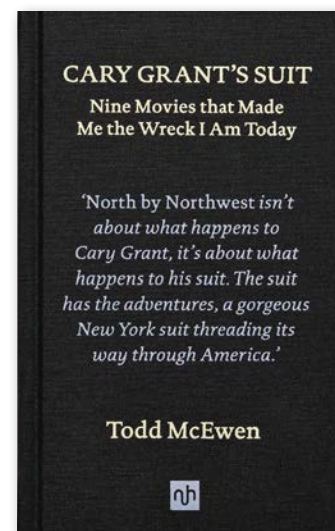 CARY GRANT'S SUIT
Nine Movies that Made
Me the Wreck I Am Today
‘North by Northwest isn’t
about what happens to
Cary Grant, it’s about what
happens to his suit. The suit
has the adventures, a gorgeous
New York suit threading its
way through America.’
Todd McEwen
nh